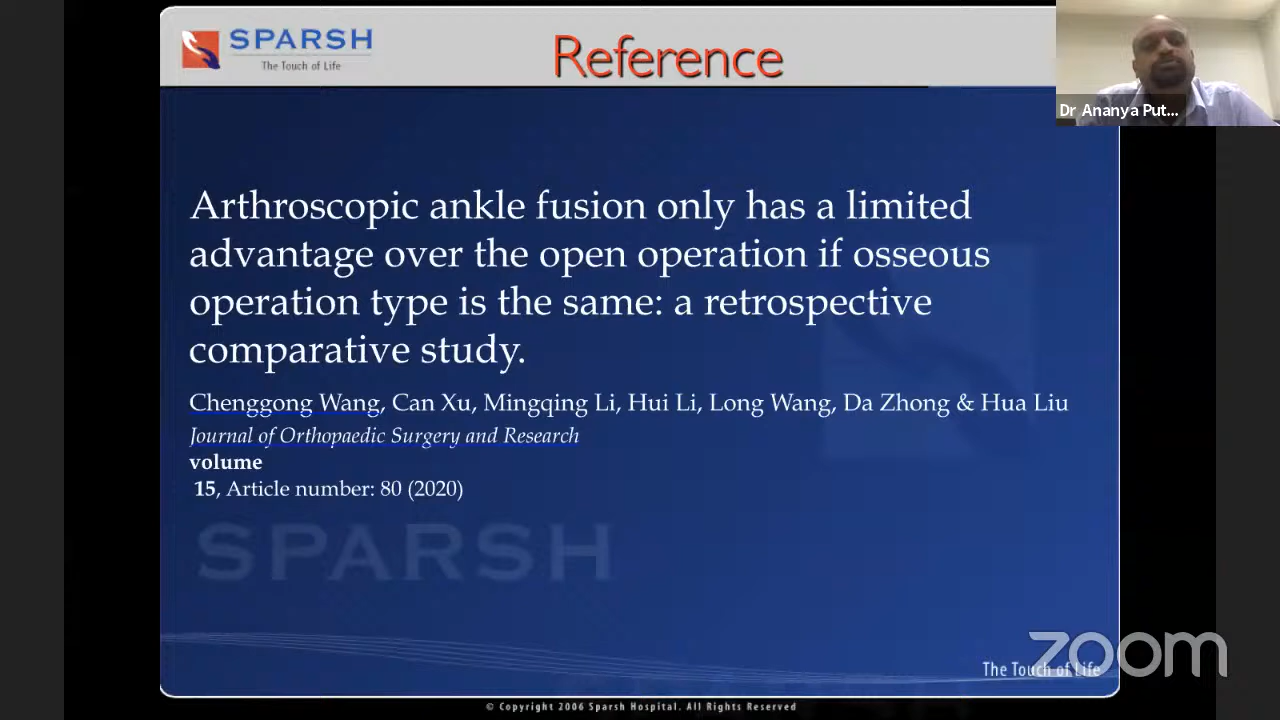 SPARSH
The Touch of Life
Reference
Dr Ananya Put...
Arthroscopic ankle fusion only has a limited
advantage over the open operation if osseous
operation type is the same: a retrospective
comparative study.
Chenggong Wang, Can Xu, Mingqing Li, Hui Li, Long Wang, Da Zhong & Hua Liu
Journal of Orthopaedic Surgery and Research
volume
15, Article number: 80 (2020)
SPARSH
zoom
The Touch of Life
© Copyright 2006 Sparsh Hospital. All Rights Reserved